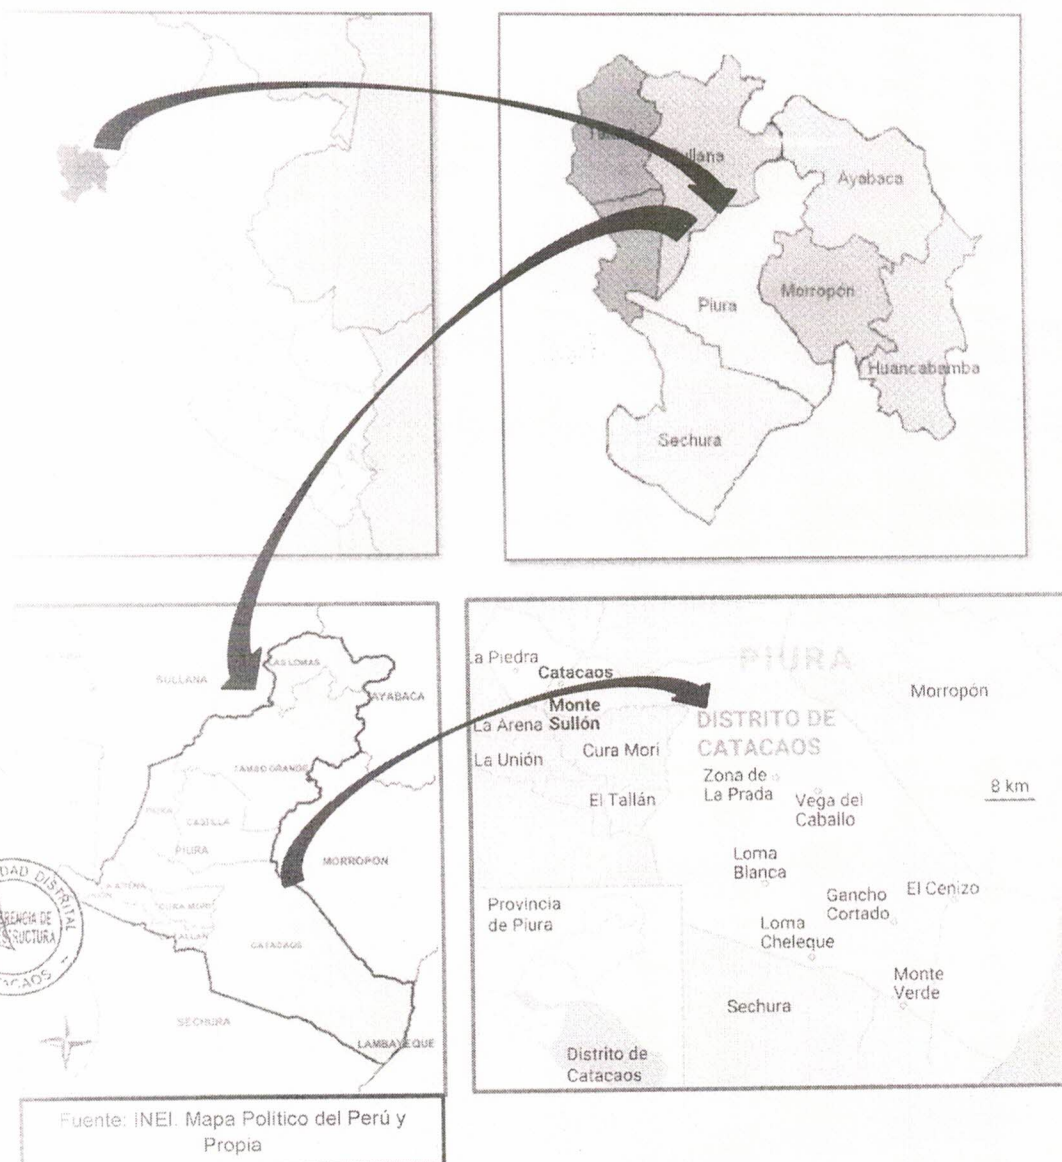 Sullana
Ayabaca
Morropón
Piura
Huancabamba
Sechura
LAS LOMAS
SULLANA
AYABACA
TAMBO GRANDE
CASTILLA
PIURA
MORROPON
CURA MORI
CATACAOS
SECHURA
LAMBAYEQUE
PIURA
La Piedra
Catacaos
Morropón
Monte
Sullón
La Arena
DISTRITO DE
CATACAOS
La Unión
Cura Mori
Zona de
La Prada
8 km
El Tallán
Vega del
Caballo
Loma
Blanca
Gancho
Cortado
El Cenizo
Provincia
de Piura
Loma
Cheleque
Monte
Verde
Sechura
Distrito de
Catacaos
Fuente: INEI. Mapa Politico del Perú y
Propia